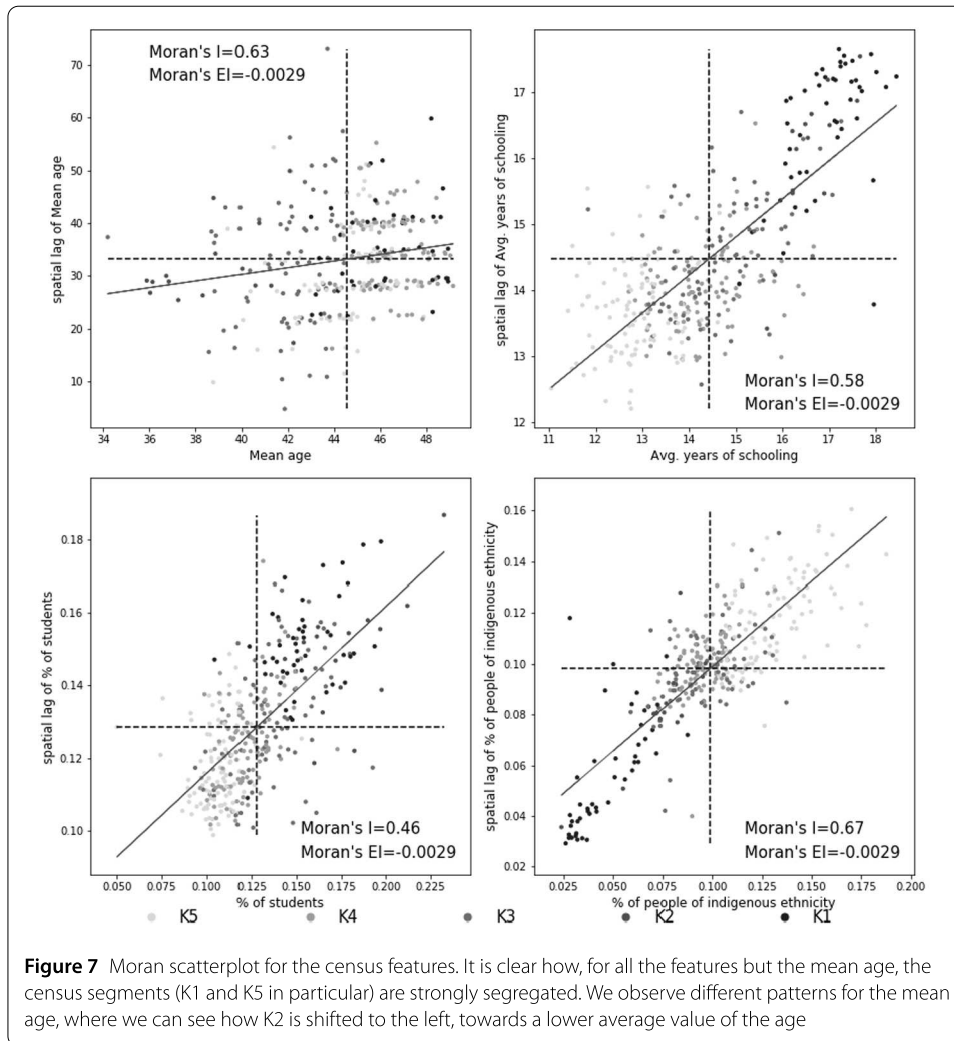 Moran's I=0.63
Moran's EI=-0.0029
70
60
50
40
30
20
10
spatial lag of Mean age
34 36 38 40 42 44 46 48
Mean age
17
16
15
14
13
12
spatial lag of Avg. years of schooling
Moran's I=0.58
Moran's EI=-0.0029
11 12 13 14 15 16 17 18
Avg. years of schooling
0.18
0.16
0.14
0.12
0.10
spatial lag of % of students
Moran's I=0.46
Moran's EI=-0.0029
0.050 0.075 0.100 0.125 0.150 0.175 0.200 0.225
% of students
0.16
0.14
0.12
0.10
0.08
0.06
0.04
0.02
spatial lag of % of people of indigenous ethnicity
Moran's I=0.67
Moran's EI=-0.0029
0.025 0.050 0.075 0.100 0.125 0.150 0.175 0.200
% of people of indigenous ethnicity
K5 K4 K3 K2 K1
Figure 7 Moran scatterplot for the census features. It is clear how, for all the features but the mean age, the
census segments (K1 and K5 in particular) are strongly segregated. We observe different patterns for the mean
age, where we can see how K2 is shifted to the left, towards a lower average value of the age